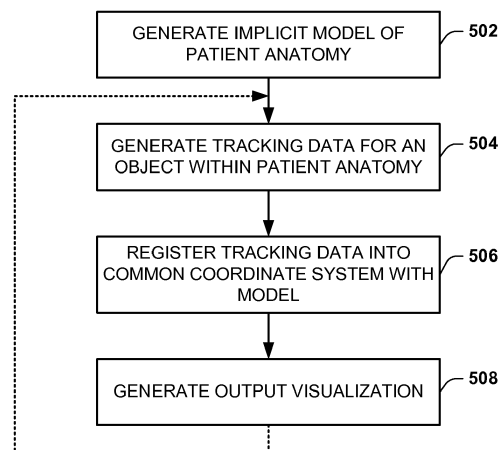 GENERATE IMPLICIT MODEL OF
PATIENT ANATOMY
502
GENERATE TRACKING DATA FOR AN
OBJECT WITHIN PATIENT ANATOMY
504
REGISTER TRACKING DATA INTO
COMMON COORDINATE SYSTEM WITH
MODEL
506
GENERATE OUTPUT VISUALIZATION
508